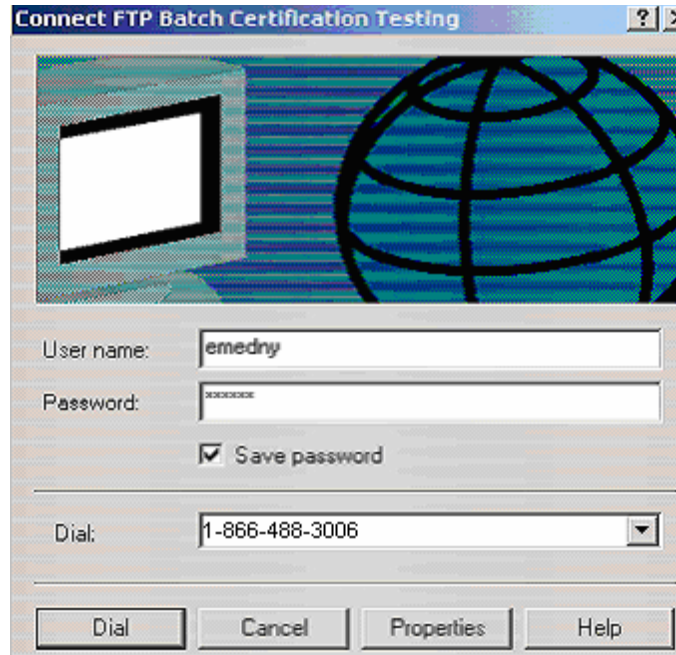 Connect FTP Batch Certification Testing
User name: emedny
Password: ******
Save password
Dial: 1-866-488-3006
Dial Cancel Properties Help